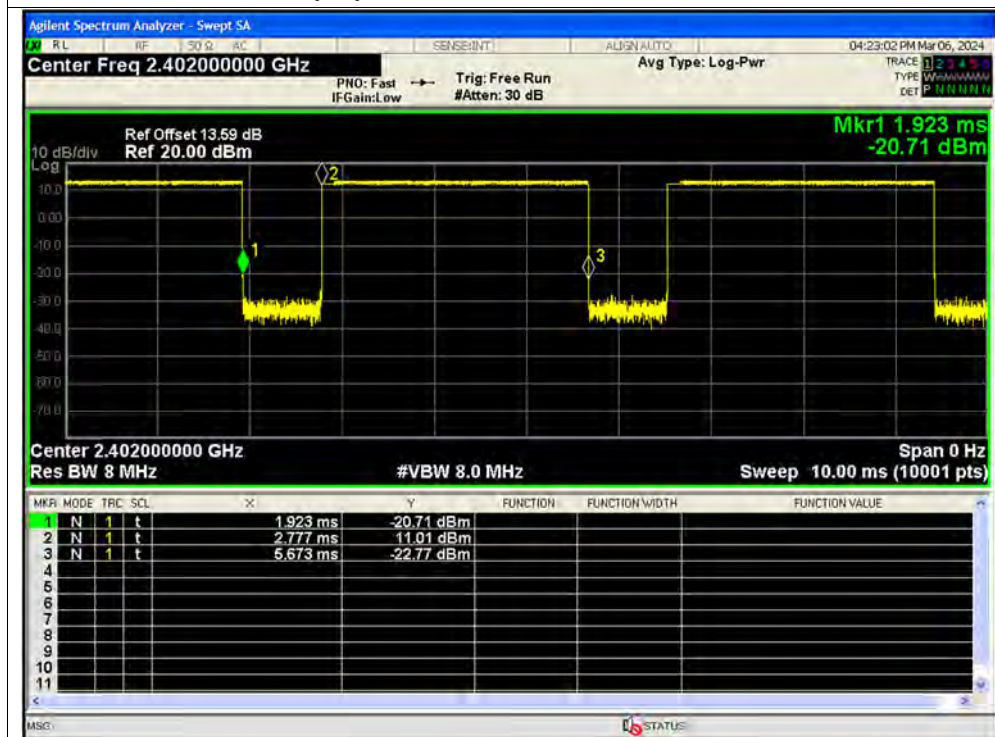 Agilent Spectrum Analyzer - Swept SA
RL RF 50 Ω AC SENSE:INT ALIGN AUTO 04:23:02 PM Mar 06, 2024
Center Freq 2.402000000 GHz
PNO: Fast
IFGain:Low
Trig: Free Run
#Atten: 30 dB
Avg Type: Log-Pwr
TRACE 1 2 3 4 5 6
TYPE W
DET P N N N N N
Mkr1 1.923 ms
-20.71 dBm
Ref Offset 13.59 dB
10 dB/div Ref 20.00 dBm
Log
10.0
0.00
-10.0
-20.0
-30.0
-40.0
-50.0
-60.0
-70.0
1
2
3
Center 2.402000000 GHz Span 0 Hz
Res BW 8 MHz #VBW 8.0 MHz Sweep 10.00 ms (10001 pts)
MKR MODE TRC SCL X Y FUNCTION FUNCTION WIDTH FUNCTION VALUE
1 N 1 t 1.923 ms -20.71 dBm
2 N 1 t 2.777 ms 11.01 dBm
3 N 1 t 5.673 ms -22.77 dBm
4
5
6
7
8
9
10
11
MSG STATUS